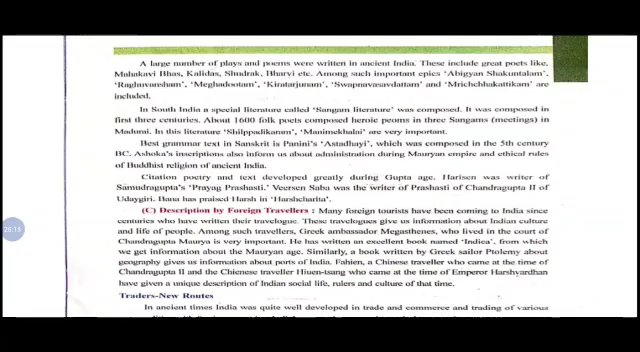 A large number of plays and poems were written in ancient India. These include great poets like,
Mahakavi Bhas, Kalidas, Shudrak, Bharvi etc. Among such important epics 'Abigyan Shakuntalam',
'Raghuvansham', 'Meghadootam', 'Kiratarjunam', 'Swapnavasavdattam' and 'Mrichchhakattikam' are
included.
In South India a special literature called 'Sangam literature' was composed. It was composed in
first three centuries. About 1600 folk poets composed heroic peoms in three Sangams (meetings) in
Madurai. In this literature 'Shilppadikaram', 'Manimekhalai' are very important.
Best grammar text in Sanskrit is Panini's 'Astadhayi', which was composed in the 5th century
BC. Ashoka's inscriptions also inform us about administration during Mauryan empire and ethical rules
of Buddhist religion of ancient India.
Citation poetry and text developed greatly during Gupta age. Harisen was writer of
Samudragupta's 'Prayag Prashasti.' Veersen Saba was the writer of Prashasti of Chandragupta II of
Udaygiri. Bana has praised Harsh in 'Harshcharita'.
(C) Description by Foreign Travellers : Many foreign tourists have been coming to India since
centuries who have written their travelogue. These travelogues give us information about Indian culture
and life of people. Among such travellers, Greek ambassador Megasthenes, who lived in the court of
Chandragupta Maurya is very important. He has written an excellent book named 'Indica', from which
we get information about the Mauryan age. Similarly, a book written by Greek sailor Ptolemy about
geography gives us information about ports of India. Fahien, a Chinese traveller who came at the time of
Chandragupta II and the Chienese traveller Hiuen-tsang who came at the time of Emperor Harshvardhan
have given a unique description of Indian social life, rulers and culture of that time.
Traders-New Routes
In ancient times India was quite well developed in trade and commerce and trading of various
26:15